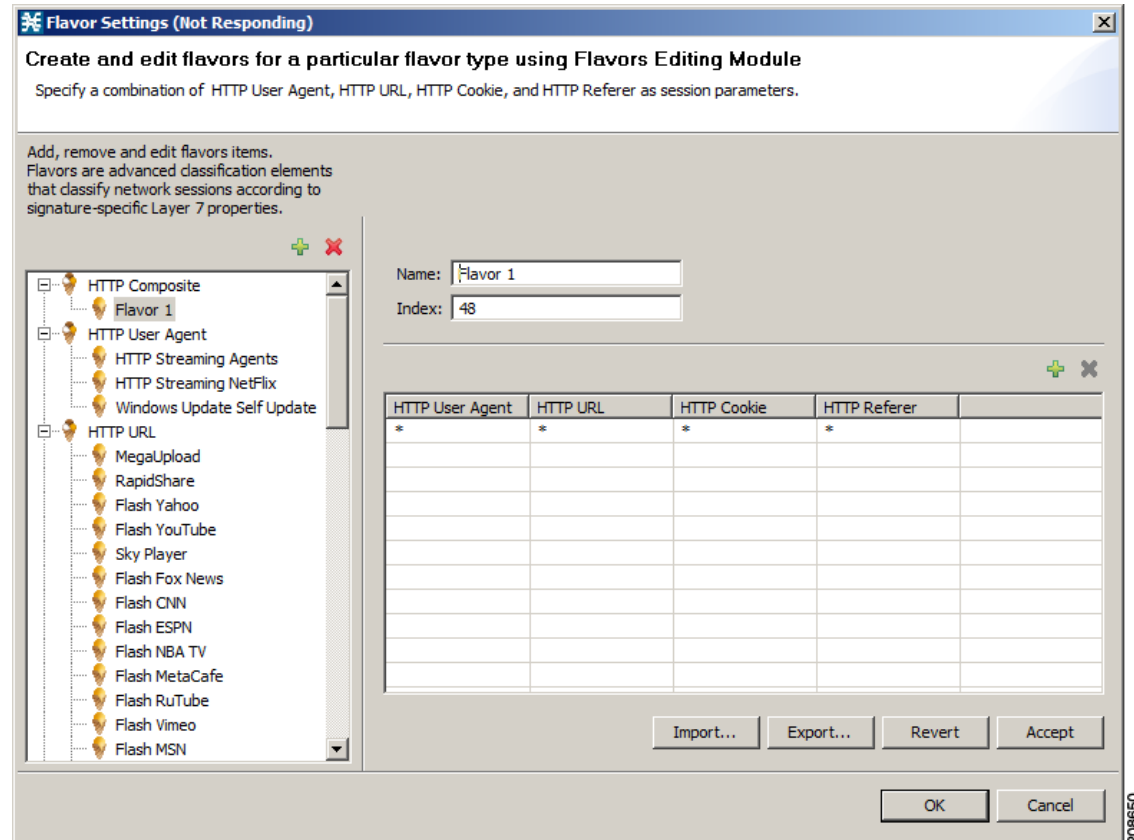 Flavor Settings (Not Responding)
Create and edit flavors for a particular flavor type using Flavors Editing Module
Specify a combination of HTTP User Agent, HTTP URL, HTTP Cookie, and HTTP Referer as session parameters.
Add, remove and edit flavors items.
Flavors are advanced classification elements
that classify network sessions according to
signature-specific Layer 7 properties.
HTTP Composite
Flavor 1
HTTP User Agent
HTTP Streaming Agents
HTTP Streaming NetFlix
Windows Update Self Update
HTTP URL
MegaUpload
RapidShare
Flash Yahoo
Flash YouTube
Sky Player
Flash Fox News
Flash CNN
Flash ESPN
Flash NBA TV
Flash MetaCafe
Flash RuTube
Flash Vimeo
Flash MSN
Name: Flavor 1
Index: 48
HTTP User Agent HTTP URL HTTP Cookie HTTP Referer
* * * *
Import... Export... Revert Accept
OK Cancel